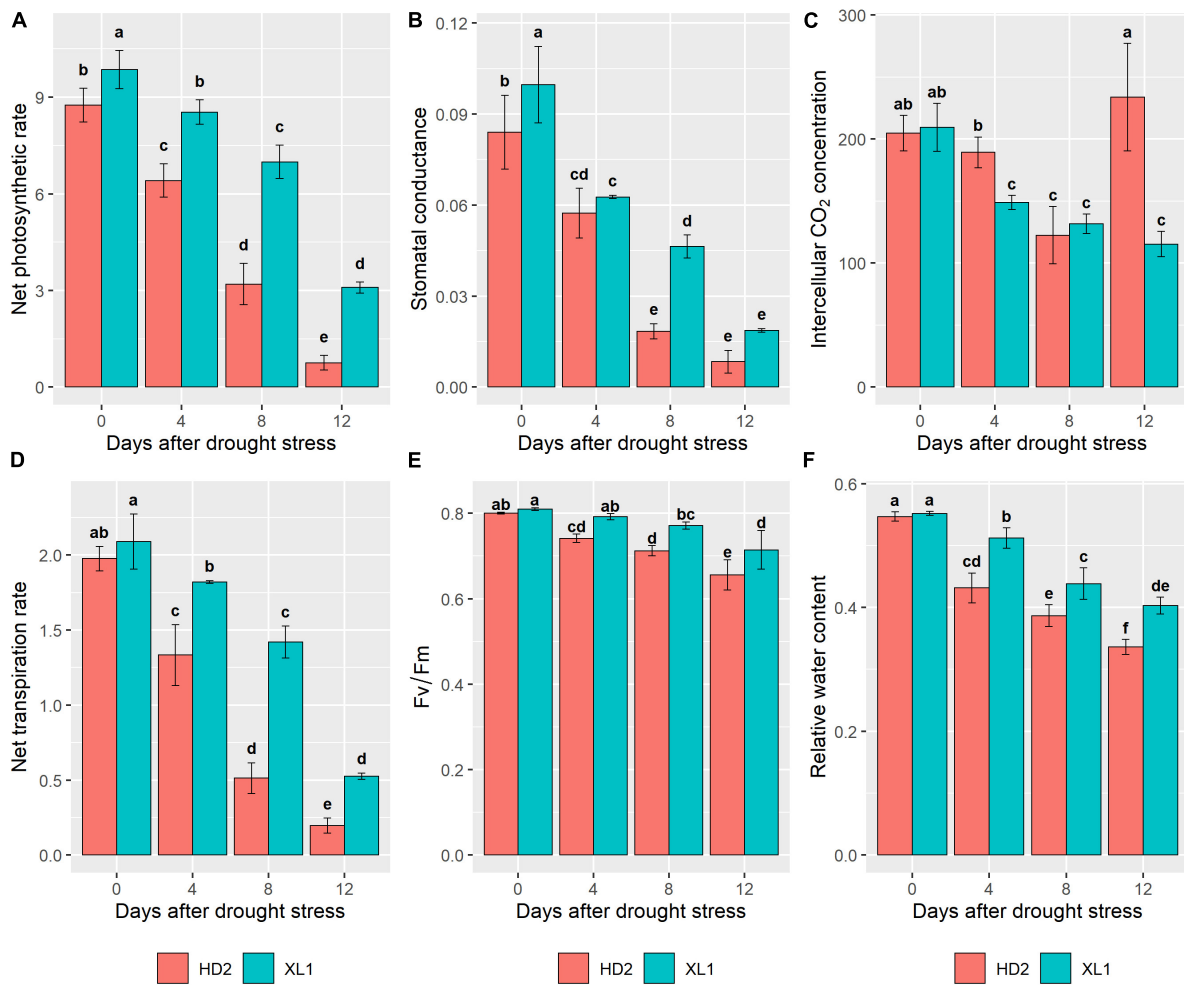 A
Net photosynthetic rate
9
6
3
0
b
a
c
b
d
c
e
d
0
4
8
12
Days after drought stress
B
Stomatal conductance
0.12
0.09
0.06
0.03
0.00
b
a
cd
c
e
d
e
e
0
4
8
12
Days after drought stress
C
Intercellular CO2 concentration
300
200
100
0
ab
ab
b
c
c
c
a
c
0
4
8
12
Days after drought stress
D
Net transpiration rate
2.0
1.5
1.0
0.5
0.0
ab
a
c
b
d
c
e
d
0
4
8
12
Days after drought stress
HD2
XL1
E
Fv/Fm
0.8
0.6
0.4
0.2
0.0
ab
a
cd
ab
d
bc
e
d
0
4
8
12
Days after drought stress
HD2
XL1
F
Relative water content
0.6
0.4
0.2
0.0
a
a
cd
b
e
c
f
de
0
4
8
12
Days after drought stress
HD2
XL1